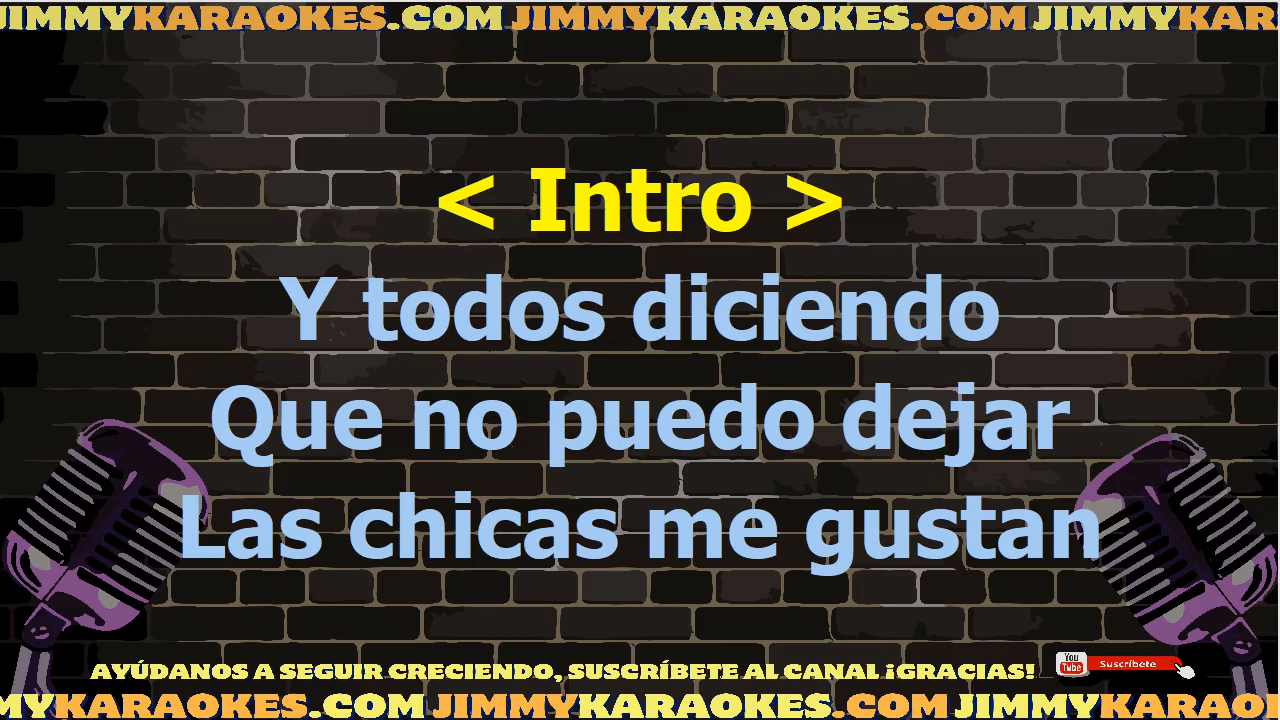 JIMMYKARAOKES.COM JIMMYKARAOKES.COM JIMMYKAR
< Intro >
Y todos diciendo
Que no puedo dejar
Las chicas me gustan
AYÚDANOS A SEGUIR CRECIENDO, SUSCRÍBETE AL CANAL ¡GRACIAS!
You Tube Suscríbete
MYKARAOKES.COM JIMMYKARAOKES.COM JIMMYKARAO